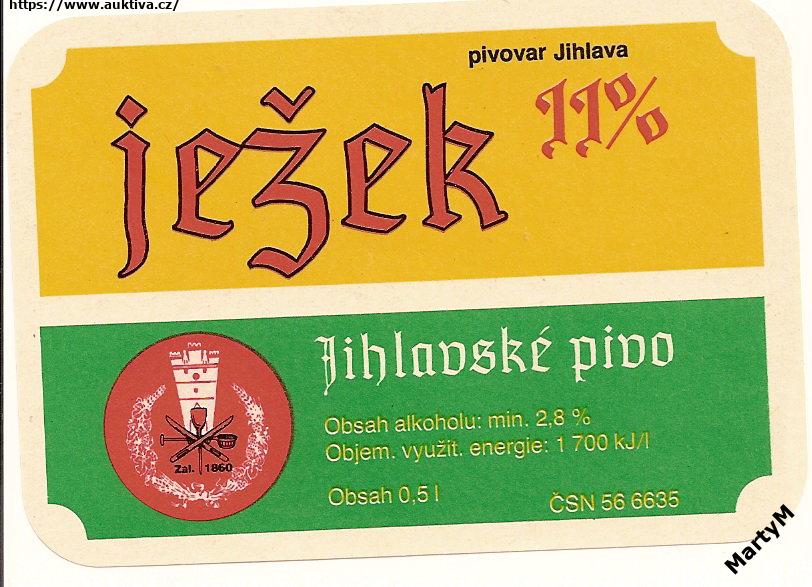 https://www.auktiva.cz/
pivovar Jihlava
ježek 11%
Jihlavské pivo
Obsah alkoholu: min. 2,8 %
Objem. využit. energie: 1 700 kJ/l
Obsah 0,5 l ČSN 56 6635
Zal. 1860
MartyM